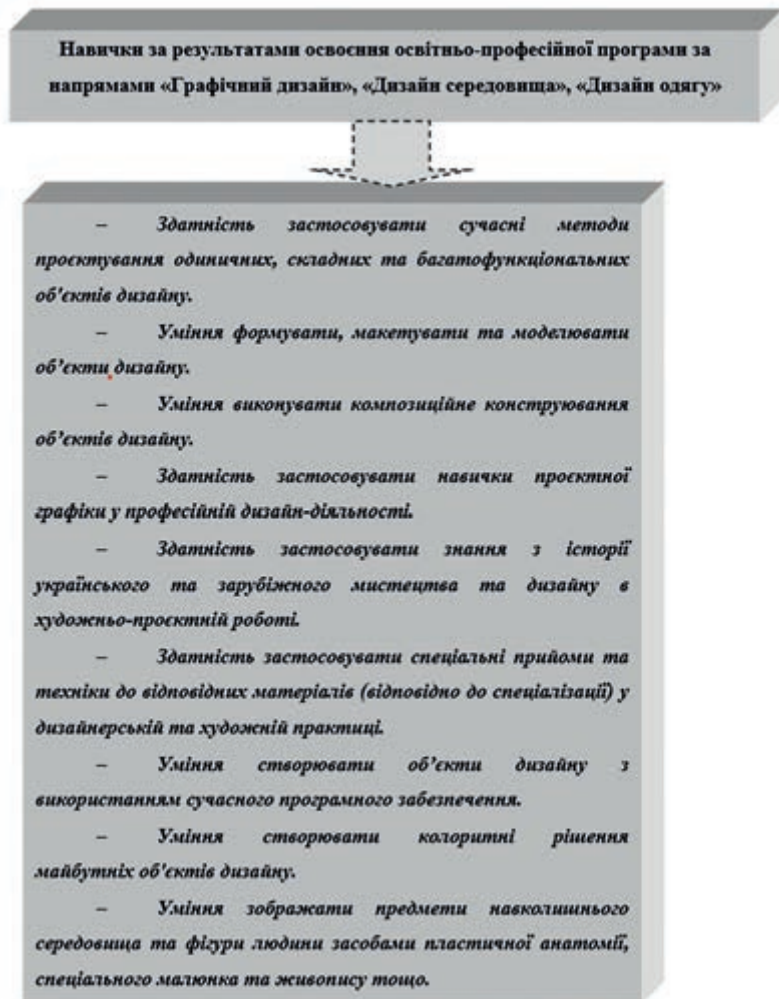 Навички за результатами освоєння освітньо-професійної програми за
напрямами «Графічний дизайн», «Дизайн середовища», «Дизайн одягу»
– Здатність застосовувати сучасні методи
проєктування одиничних, складних та багатофункціональних
об'єктів дизайну.
– Уміння формувати, макетувати та моделювати
об’єкти дизайну.
– Уміння виконувати композиційне конструювання
об’єктів дизайну.
– Здатність застосовувати навички проєктної
графіки у професійній дизайн-діяльності.
– Здатність застосовувати знання з історії
українського та зарубіжного мистецтва та дизайну в
художньо-проєктній роботі.
– Здатність застосовувати спеціальні прийоми та
техніки до відповідних матеріалів (відповідно до спеціалізації) у
дизайнерській та художній практиці.
– Уміння створювати об’єкти дизайну з
використанням сучасного програмного забезпечення.
– Уміння створювати колоритні рішення
майбутніх об’єктів дизайну.
– Уміння зображати предмети навколишнього
середовища та фігури людини засобами пластичної анатомії,
спеціального малюнка та живопису тощо.